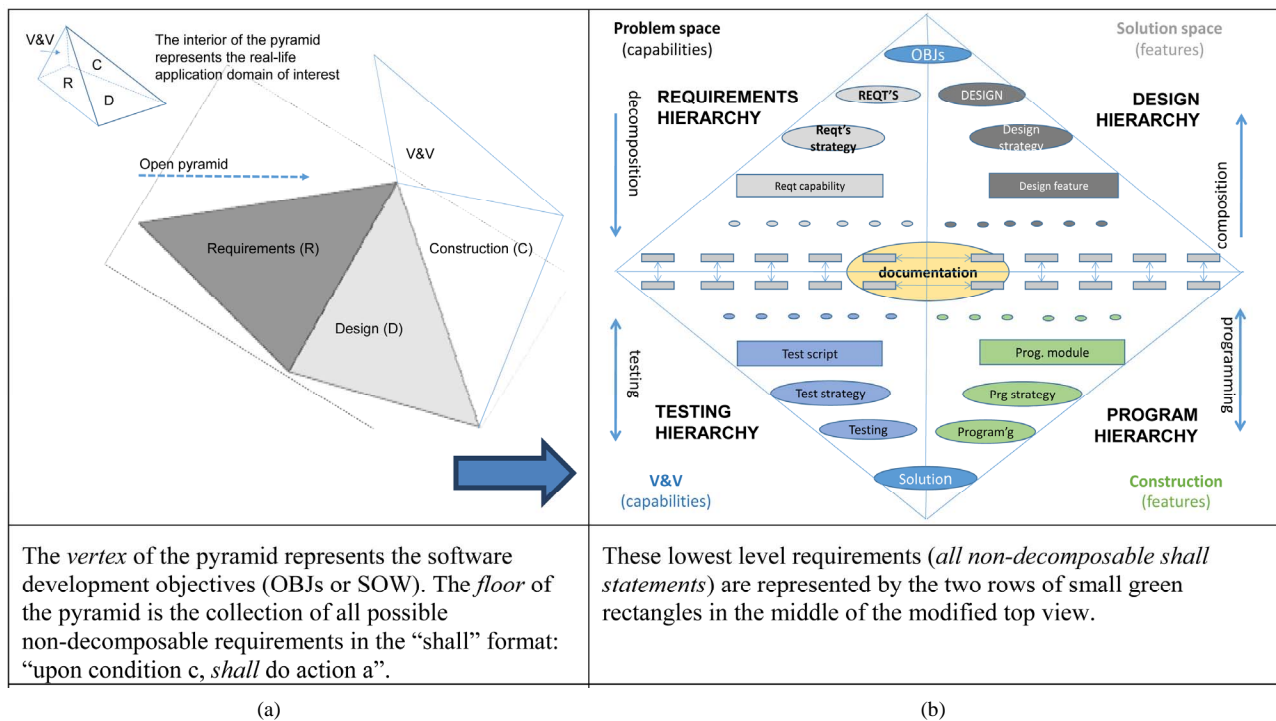 V&V
C
R
D
The interior of the pyramid
represents the real-life
application domain of interest
Open pyramid
V&V
Requirements (R)
Construction (C)
Design (D)
Problem space
(capabilities)
Solution space
(features)
OBJs
REQUIREMENTS
HIERARCHY
REQT'S
DESIGN
DESIGN
HIERARCHY
decomposition
Reqt's
strategy
Design
strategy
Reqt capability
Design feature
composition
documentation
testing
programming
Test script
Prog. module
Test strategy
Prg strategy
TESTING
HIERARCHY
Testing
Program'g
PROGRAM
HIERARCHY
V&V
(capabilities)
Solution
Construction
(features)
The vertex of the pyramid represents the software
development objectives (OBJs or SOW). The floor of
the pyramid is the collection of all possible
non-decomposable requirements in the “shall” format:
“upon condition c, shall do action a”.
These lowest level requirements (all non-decomposable shall
statements) are represented by the two rows of small green
rectangles in the middle of the modified top view.
(a)
(b)